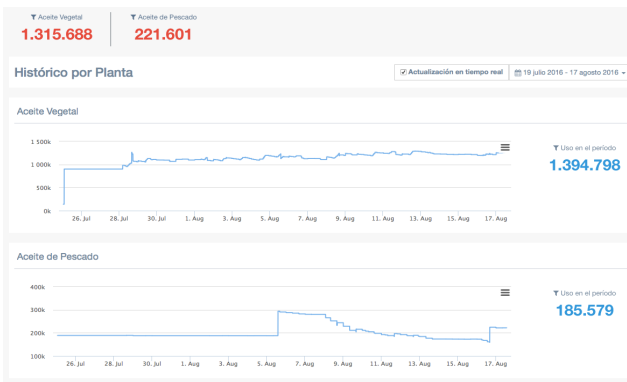 Aceite Vegetal Aceite de Pescado
1.315.688 221.601
Histórico por Planta
Actualización en tiempo real 19 julio 2016 - 17 agosto 2016
Aceite Vegetal
1 500k
1 000k
500k
0k
26. Jul 28. Jul 30. Jul 1. Aug 3. Aug 5. Aug 7. Aug 9. Aug 11. Aug 13. Aug 15. Aug 17. Aug
Uso en el período
1.394.798
Aceite de Pescado
400k
300k
200k
100k
26. Jul 28. Jul 30. Jul 1. Aug 3. Aug 5. Aug 7. Aug 9. Aug 11. Aug 13. Aug 15. Aug 17. Aug
Uso en el período
185.579